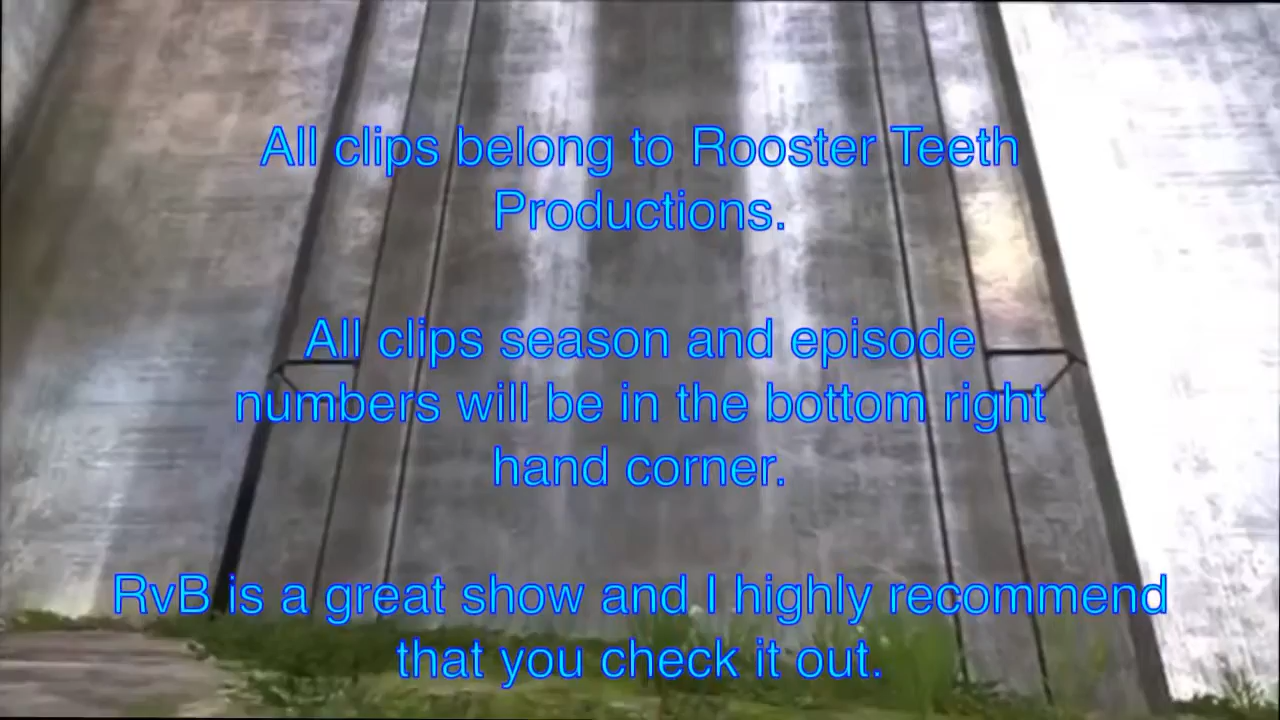 All clips belong to Rooster Teeth
Productions.
All clips season and episode
numbers will be in the bottom right
hand corner.
RvB is a great show and I highly recommend
that you check it out.